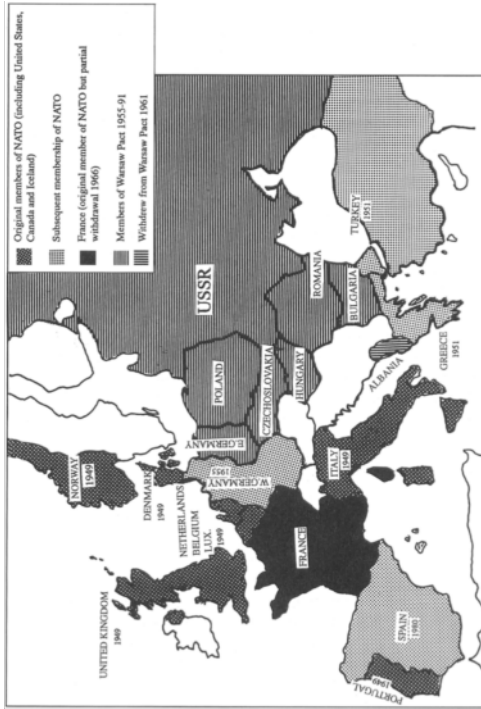 Original members of NATO (including United States,
Canada and Iceland)
Subsequent membership of NATO
France (original member of NATO but partial
withdrawal 1966)
Members of Warsaw Pact 1955-91
Withdrew from Warsaw Pact 1961
NORWAY
1949
UNITED KINGDOM
1949
DENMARK
1949
NETHERLANDS
BELGIUM
LUX.
1949
USSR
POLAND
E.GERMANY
W.GERMANY
1955
CZECHOSLOVAKIA
HUNGARY
ROMANIA
BULGARIA
FRANCE
ITALY
1949
ALBANIA
GREECE
1951
TURKEY
1951
SPAIN
1980
PORTUGAL
1949